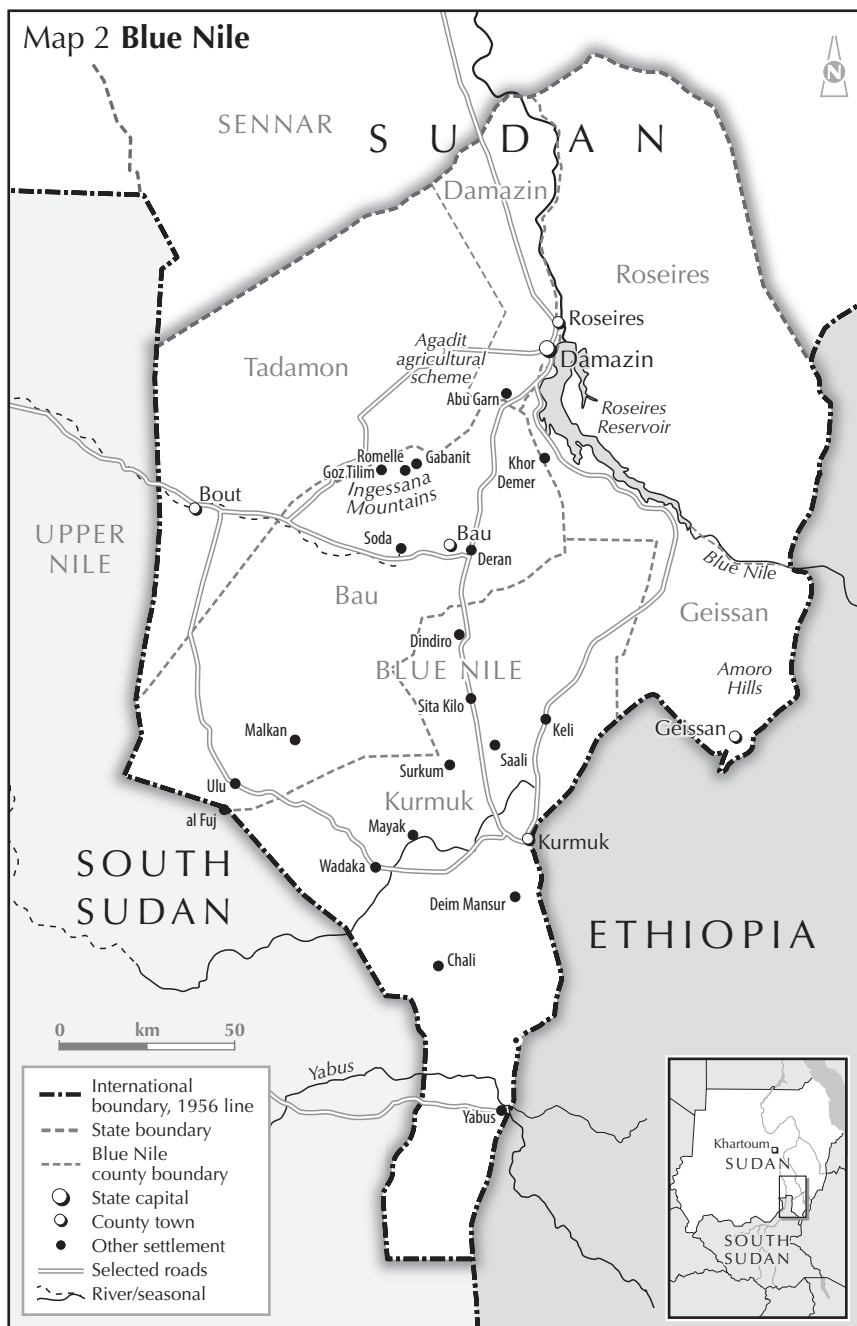 Map 2 Blue Nile
N
SENNAR
SUDAN
Damazin
Roseires
Roseires
Damazin
Agadit
agricultural
scheme
Tadamon
Abu Garn
Roseires
Reservoir
Romellé
Gabanit
Goz Tilim
Ingessana
Mountains
Khor
Demer
Bout
UPPER
NILE
Soda
Bau
Deran
Blue Nile
Bau
Geissan
Dindiro
BLUE NILE
Amoro
Hills
Sita Kilo
Keli
Geissan
Malkan
Saali
Surkum
Ulu
Kurmuk
al Fuj
Mayak
Kurmuk
SOUTH
SUDAN
Wadaka
Deim Mansur
ETHIOPIA
Chali
0 km 50
Yabus
Yabus
International
boundary, 1956 line
State boundary
Blue Nile
county boundary
State capital
County town
Other settlement
Selected roads
River/seasonal
Khartoum
SUDAN
SOUTH
SUDAN